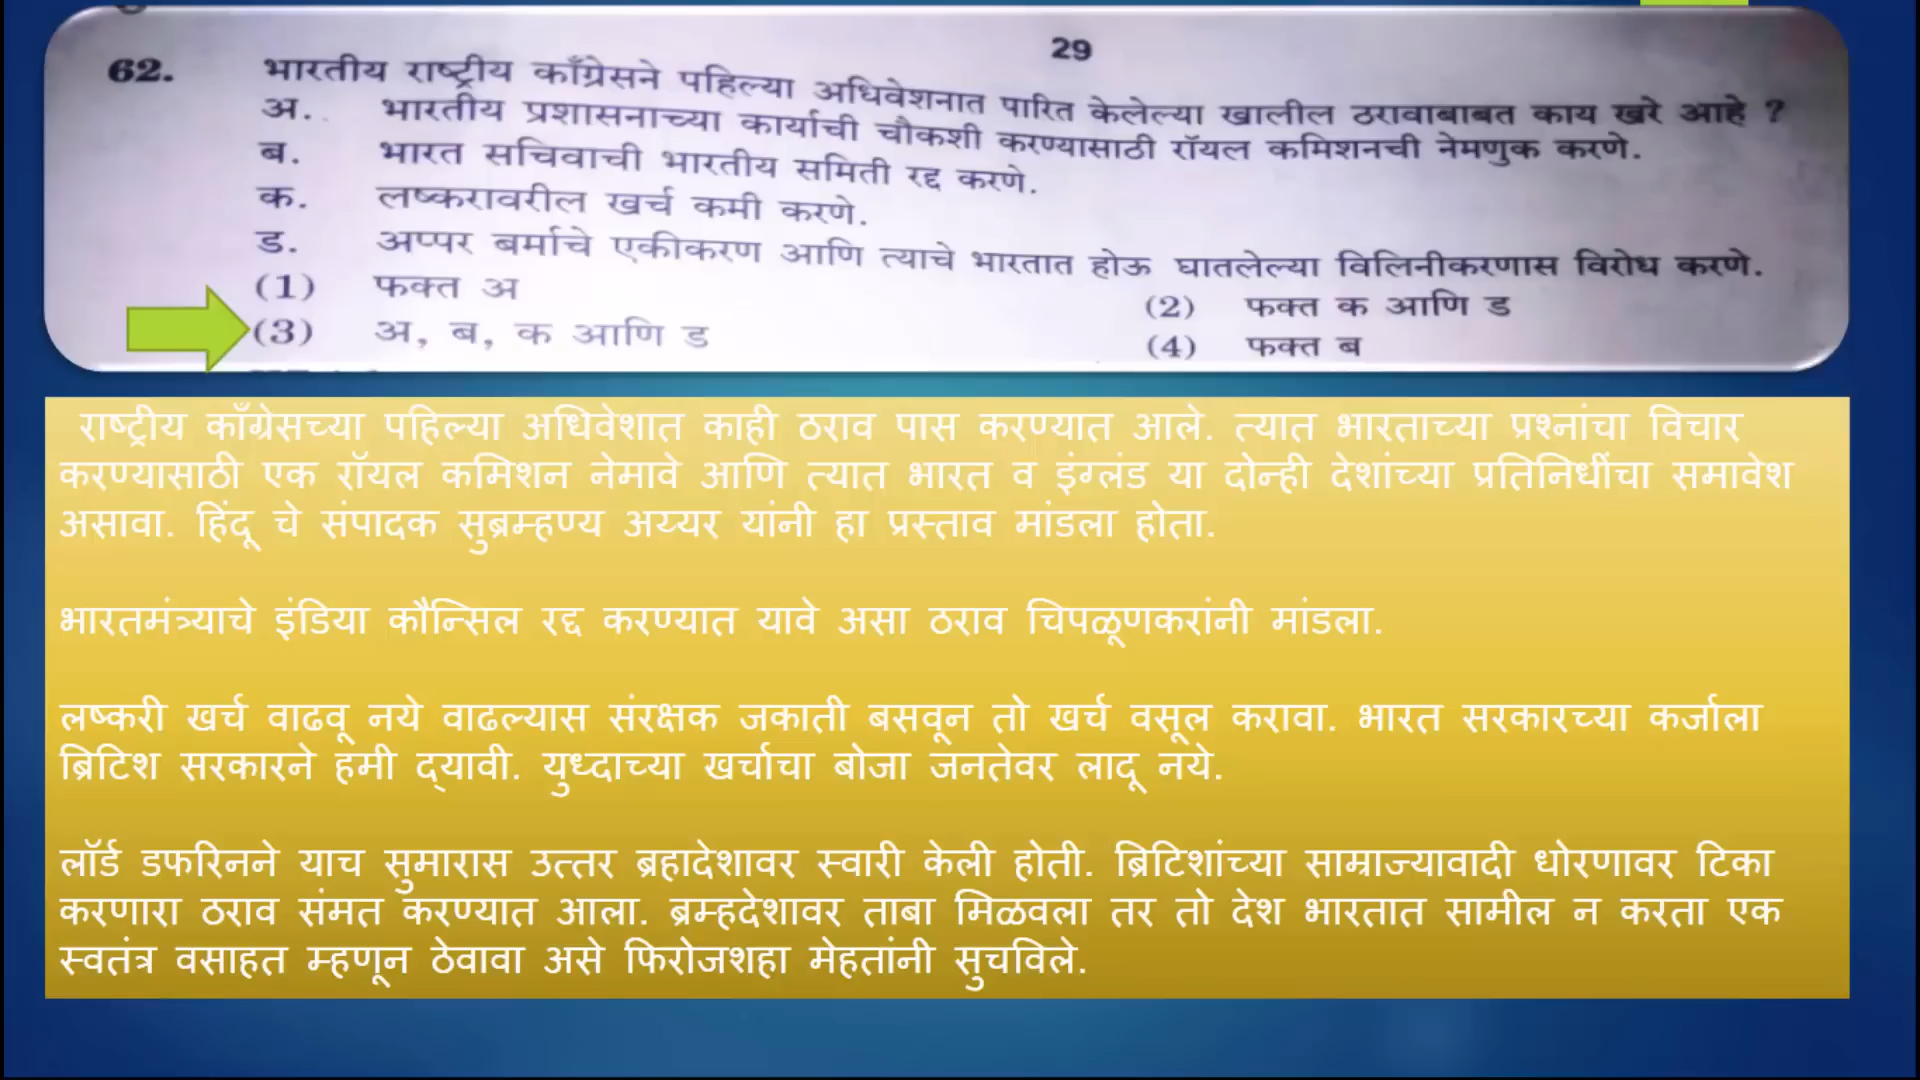 29
62. भारतीय राष्ट्रीय काँग्रेसने पहिल्या अधिवेशनात पारित केलेल्या खालील ठरावाबाबत काय खरे आहे ?
अ. भारतीय प्रशासनाच्या कार्याची चौकशी करण्यासाठी रॉयल कमिशनची नेमणुक करणे.
ब. भारत सचिवाची भारतीय समिती रद्द करणे.
क. लष्करावरील खर्च कमी करणे.
ड. अप्पर बर्माचे एकीकरण आणि त्याचे भारतात होऊ घातलेल्या विलिनीकरणास विरोध करणे.
(1) फक्त अ (2) फक्त क आणि ड
(3) अ, ब, क आणि ड (4) फक्त ब
राष्ट्रीय काँग्रेसच्या पहिल्या अधिवेशात काही ठराव पास करण्यात आले. त्यात भारताच्या प्रश्नांचा विचार
करण्यासाठी एक रॉयल कमिशन नेमावे आणि त्यात भारत व इंग्लंड या दोन्ही देशांच्या प्रतिनिधींचा समावेश
असावा. हिंदू चे संपादक सुब्रम्हण्य अय्यर यांनी हा प्रस्ताव मांडला होता.
भारतमंत्र्याचे इंडिया कौन्सिल रद्द करण्यात यावे असा ठराव चिपळूणकरांनी मांडला.
लष्करी खर्च वाढवू नये वाढल्यास संरक्षक जकाती बसवून तो खर्च वसूल करावा. भारत सरकारच्या कर्जाला
ब्रिटिश सरकारने हमी द्यावी. युध्दाच्या खर्चाचा बोजा जनतेवर लादू नये.
लॉर्ड डफरिनने याच सुमारास उत्तर ब्रहादेशावर स्वारी केली होती. ब्रिटिशांच्या साम्राज्यावादी धोरणावर टिका
करणारा ठराव संमत करण्यात आला. ब्रम्हदेशावर ताबा मिळवला तर तो देश भारतात सामील न करता एक
स्वतंत्र वसाहत म्हणून ठेवावा असे फिरोजशहा मेहतांनी सुचविले.